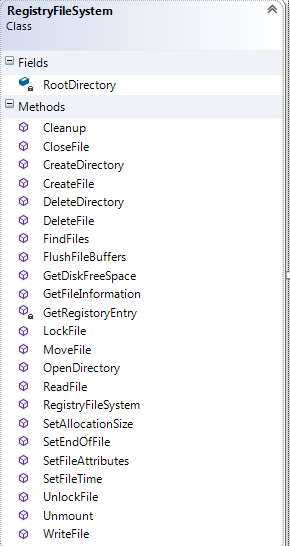 RegistryFileSystem
Class
Fields
RootDirectory
Methods
Cleanup
CloseFile
CreateDirectory
CreateFile
DeleteDirectory
DeleteFile
FindFiles
FlushFileBuffers
GetDiskFreeSpace
GetFileInformation
GetRegistoryEntry
LockFile
MoveFile
OpenDirectory
ReadFile
RegistryFileSystem
SetAllocationSize
SetEndOfFile
SetFileAttributes
SetFileTime
UnlockFile
Unmount
WriteFile